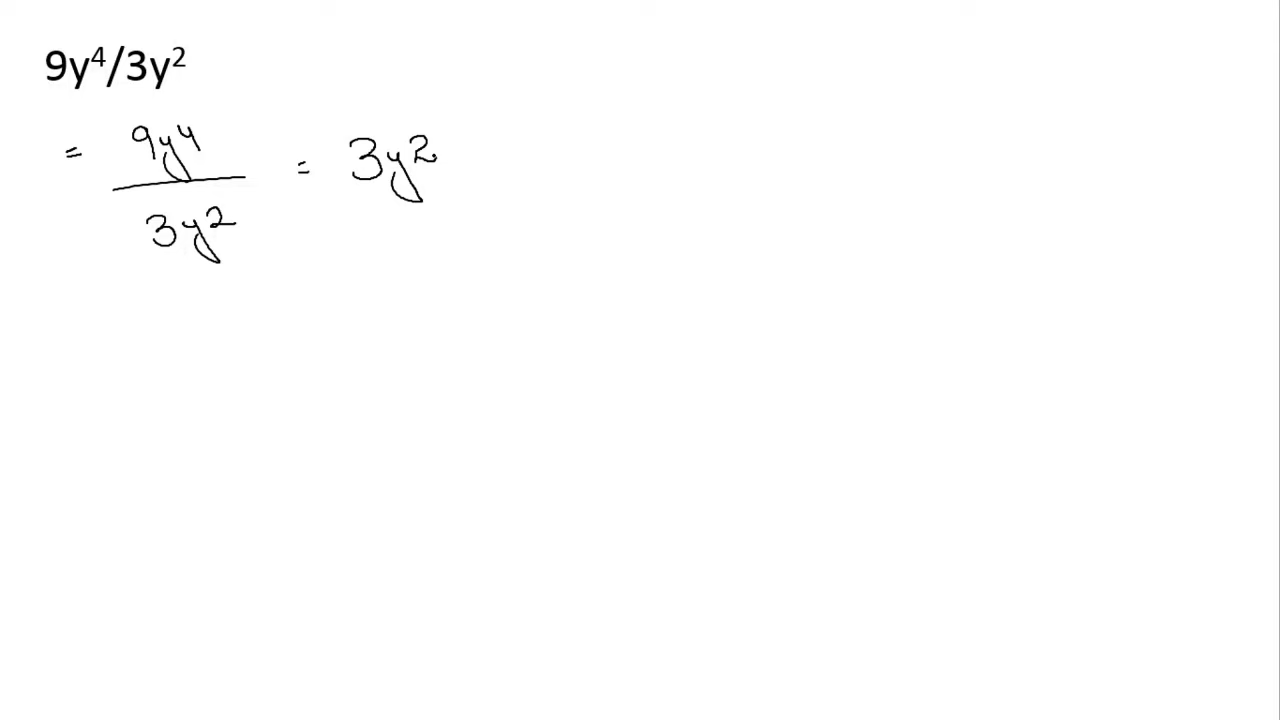 9y⁴/3y²
= 9y⁴/3y² = 3y²